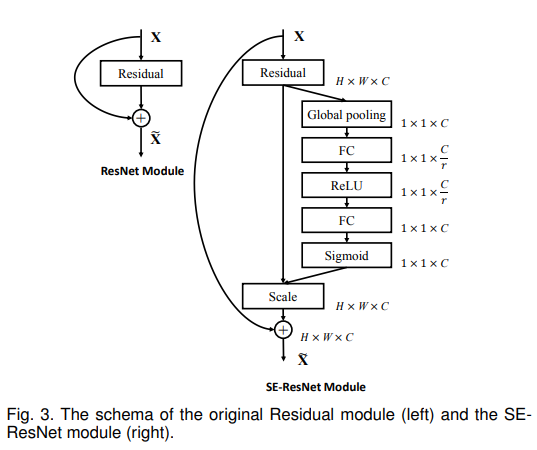 X
Residual
+
X̃
ResNet Module
X
Residual
H × W × C
Global pooling
1 × 1 × C
FC
1 × 1 × C/r
ReLU
1 × 1 × C/r
FC
1 × 1 × C
Sigmoid
1 × 1 × C
Scale
H × W × C
+
H × W × C
X̃
SE-ResNet Module
Fig. 3. The schema of the original Residual module (left) and the SE-
ResNet module (right).